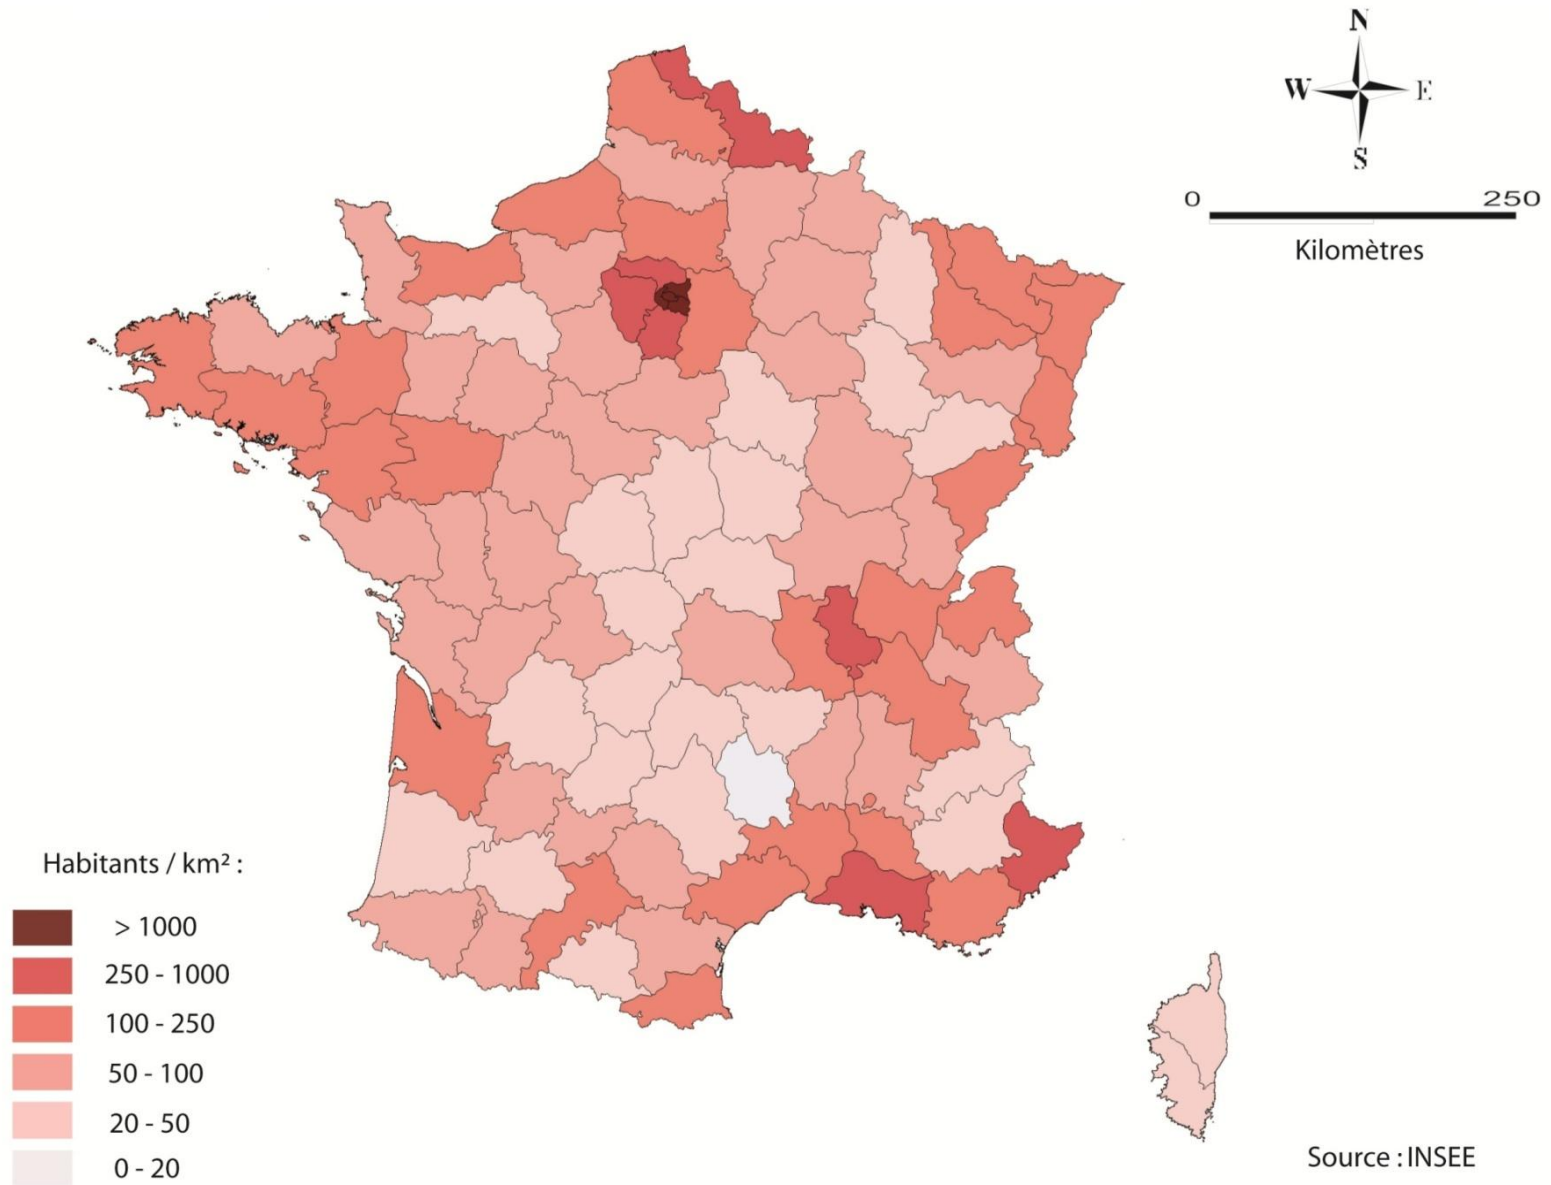 N
W E
S
0 250
Kilomètres
Habitants / km² :
> 1000
250 - 1000
100 - 250
50 - 100
20 - 50
0 - 20
Source : INSEE